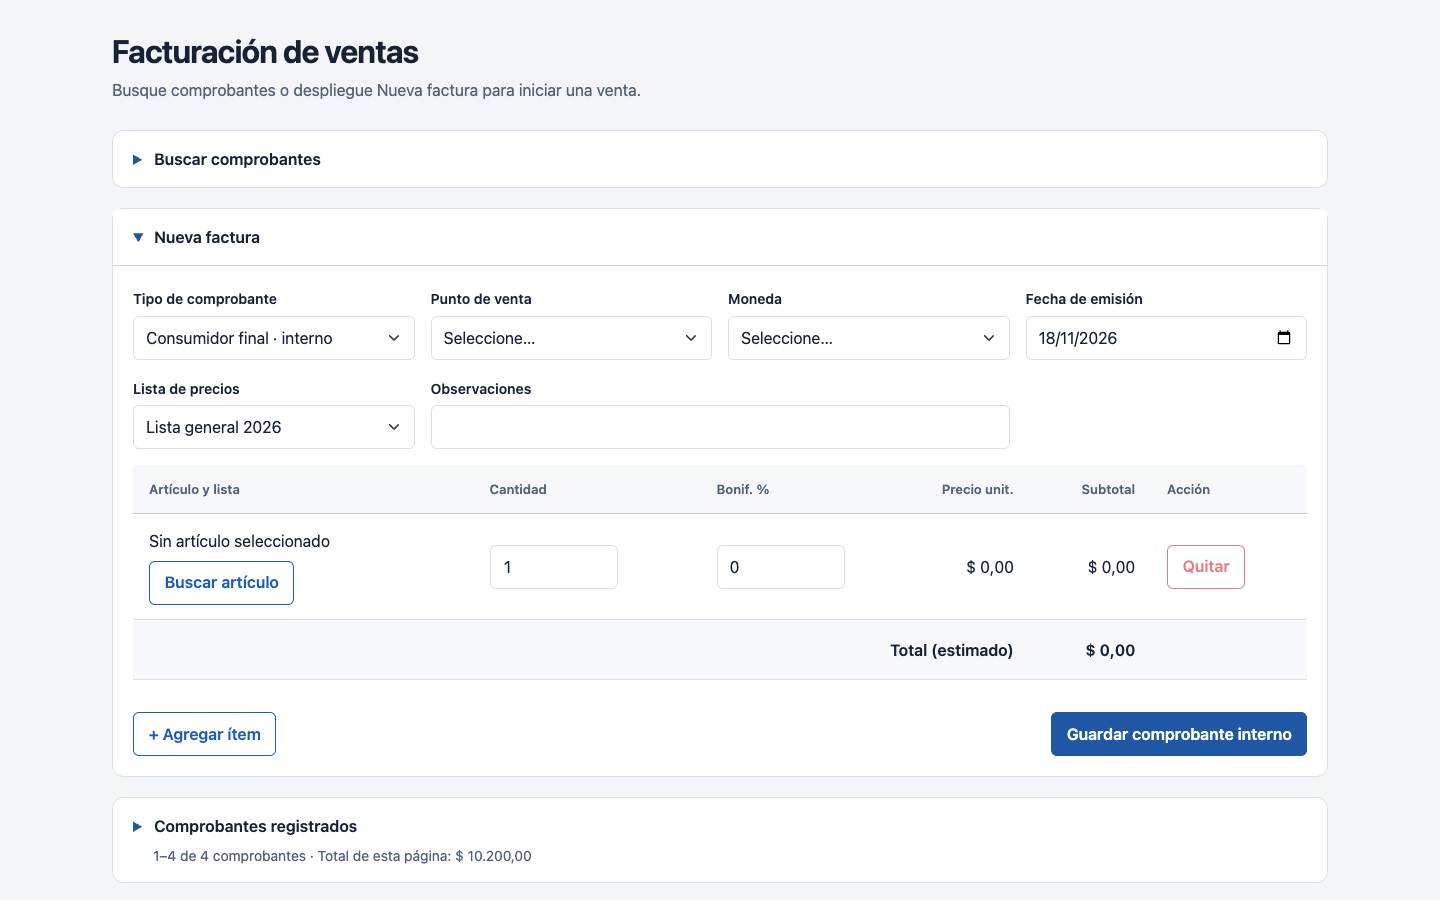 Facturación de ventas
Busque comprobantes o despliegue Nueva factura para iniciar una venta.
Buscar comprobantes
Nueva factura
Tipo de comprobante Punto de venta Moneda Fecha de emisión
Consumidor final · interno Seleccione... Seleccione... 18/11/2026
Lista de precios Observaciones
Lista general 2026
Artículo y lista Cantidad Bonif. % Precio unit. Subtotal Acción
Sin artículo seleccionado
Buscar artículo 1 0 $ 0,00 $ 0,00 Quitar
Total (estimado) $ 0,00
+ Agregar ítem Guardar comprobante interno
Comprobantes registrados
1–4 de 4 comprobantes · Total de esta página: $ 10.200,00